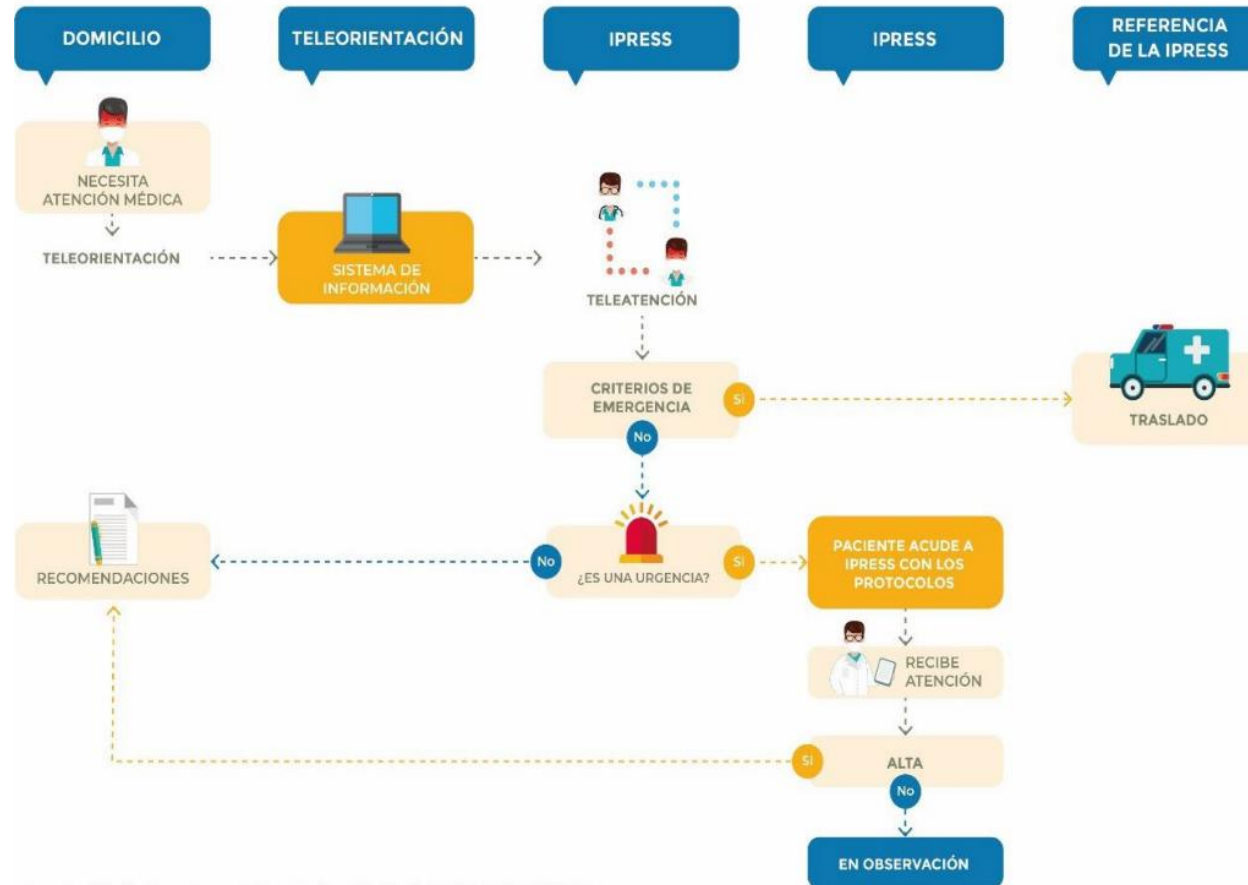 DOMICILIO
TELEORIENTACIÓN
IPRESS
IPRESS
REFERENCIA
DE LA IPRESS
NECESITA
ATENCIÓN MÉDICA
TELEORIENTACIÓN
SISTEMA DE
INFORMACIÓN
TELEATENCIÓN
CRITERIOS DE
EMERGENCIA
Si
No
TRASLADO
RECOMENDACIONES
No
¿ES UNA URGENCIA?
Si
PACIENTE ACUDE A
IPRESS CON LOS
PROTOCOLOS
RECIBE
ATENCIÓN
Si
ALTA
No
EN OBSERVACIÓN